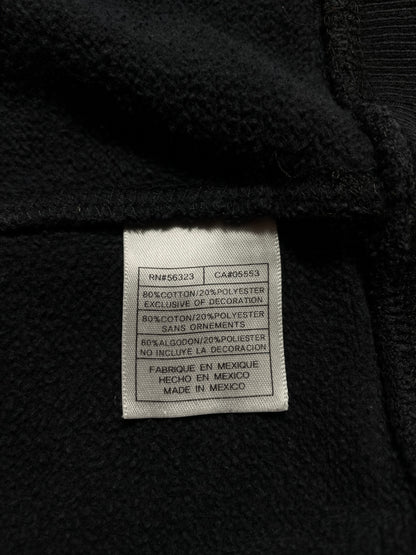 RN#56323 CA#05553
80%COTTON/20%POLYESTER
EXCLUSIVE OF DECORATION
80%COTON/20%POLYESTER
SANS ORNEMENTS
80%ALGODON/20%POLIESTER
NO INCLUYE LA DECORACION
FABRIQUE EN MEXIQUE
HECHO EN MEXICO
MADE IN MEXICO